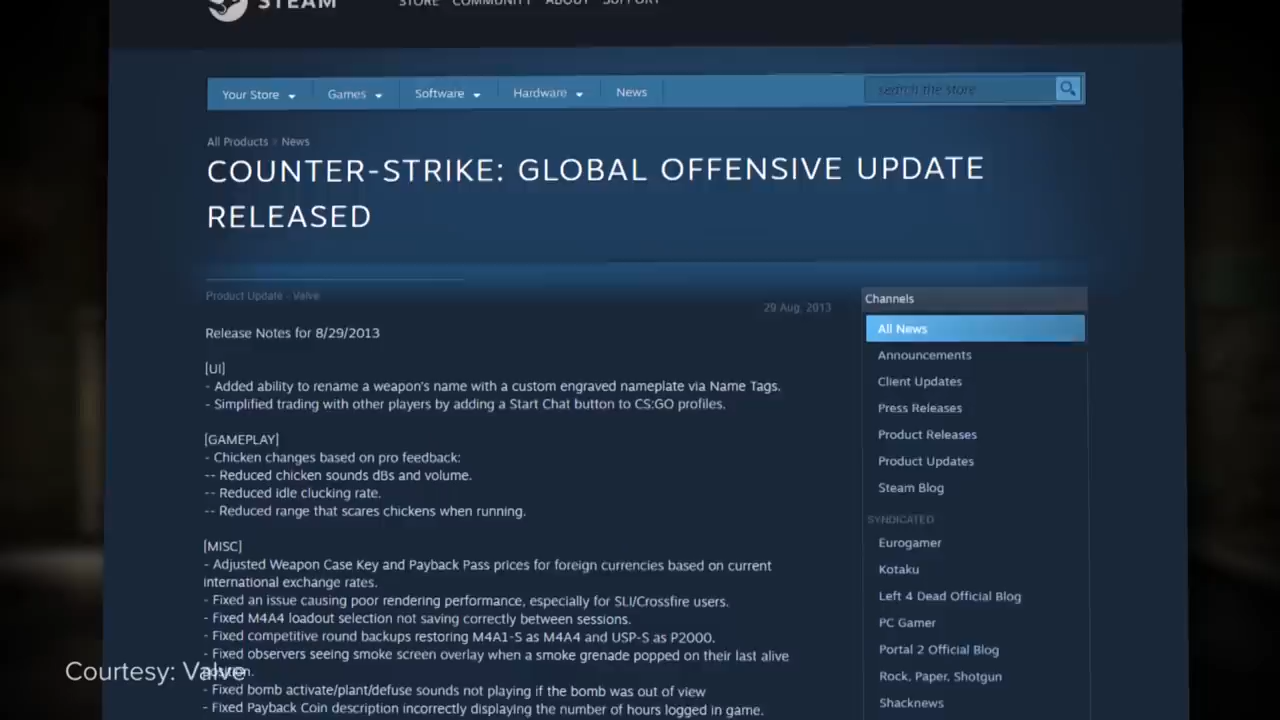 STEAM
STORE COMMUNITY ABOUT SUPPORT
Your Store Games Software Hardware News
search the store
All Products > News
COUNTER-STRIKE: GLOBAL OFFENSIVE UPDATE
RELEASED
Product Update - Valve
29 Aug, 2013
Release Notes for 8/29/2013
[UI]
- Added ability to rename a weapon's name with a custom engraved nameplate via Name Tags.
- Simplified trading with other players by adding a Start Chat button to CS:GO profiles.
[GAMEPLAY]
- Chicken changes based on pro feedback:
-- Reduced chicken sounds dBs and volume.
-- Reduced idle clucking rate.
-- Reduced range that scares chickens when running.
[MISC]
- Adjusted Weapon Case Key and Payback Pass prices for foreign currencies based on current
international exchange rates.
- Fixed an issue causing poor rendering performance, especially for SLI/Crossfire users.
- Fixed M4A4 loadout selection not saving correctly between sessions.
- Fixed competitive round backups restoring M4A1-S as M4A4 and USP-S as P2000.
- Fixed observers seeing smoke screen overlay when a smoke grenade popped on their last alive
position.
- Fixed bomb activate/plant/defuse sounds not playing if the bomb was out of view
- Fixed Payback Coin description incorrectly displaying the number of hours logged in game.
Channels
All News
Announcements
Client Updates
Press Releases
Product Releases
Product Updates
Steam Blog
SYNDICATED
Eurogamer
Kotaku
Left 4 Dead Official Blog
PC Gamer
Portal 2 Official Blog
Rock, Paper, Shotgun
Shacknews
Courtesy: Valve